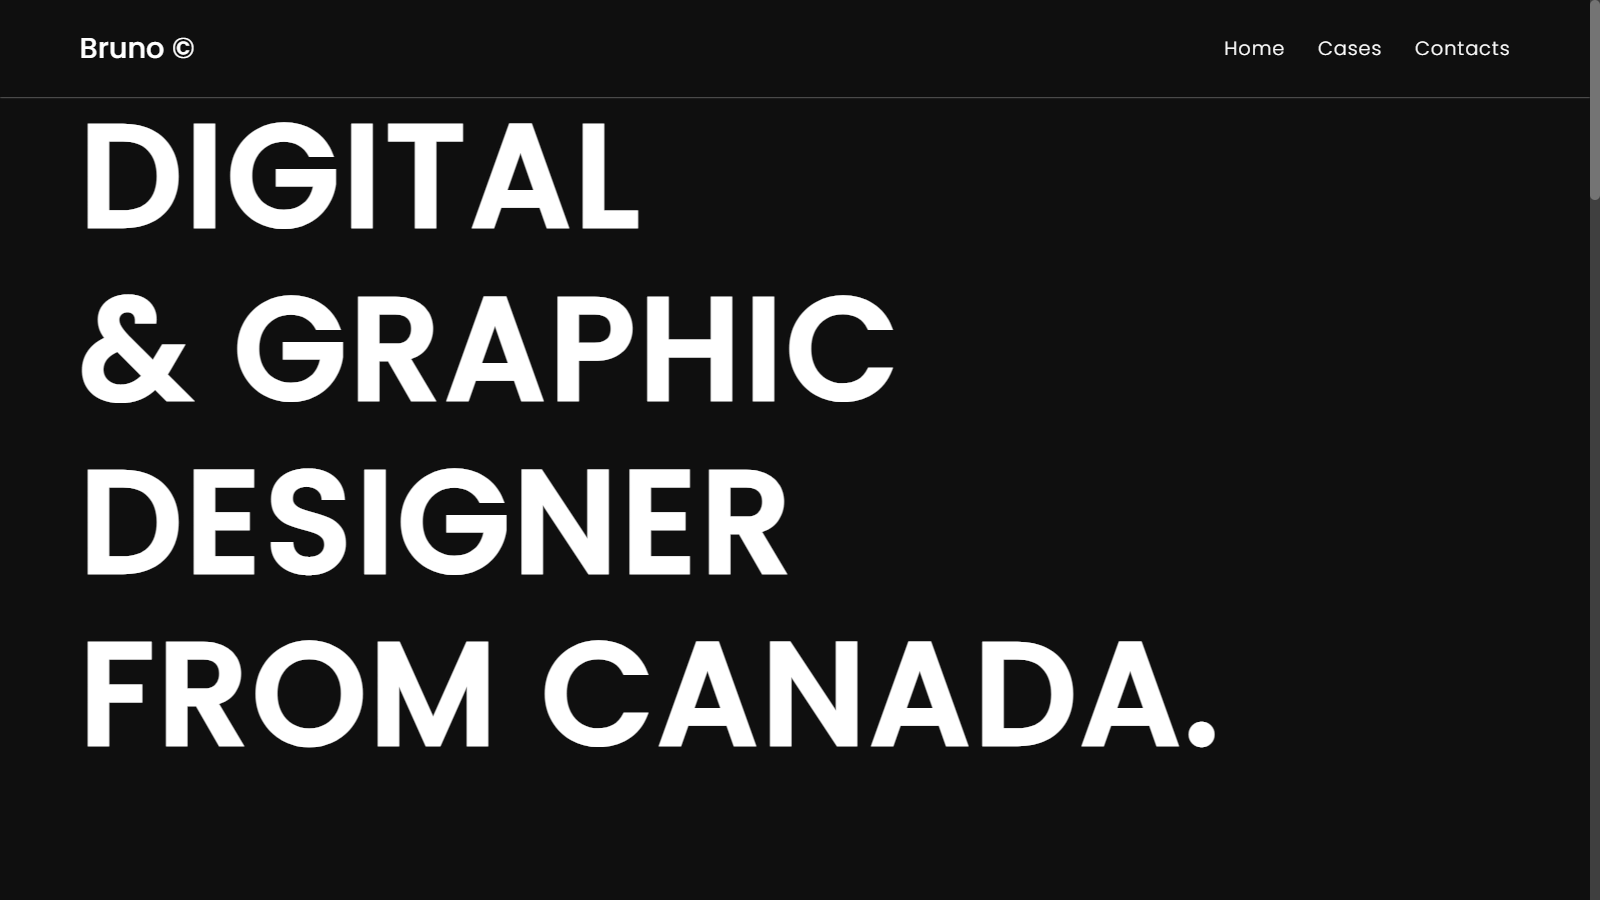 Bruno ©
Home Cases Contacts
DIGITAL
& GRAPHIC
DESIGNER
FROM CANADA.